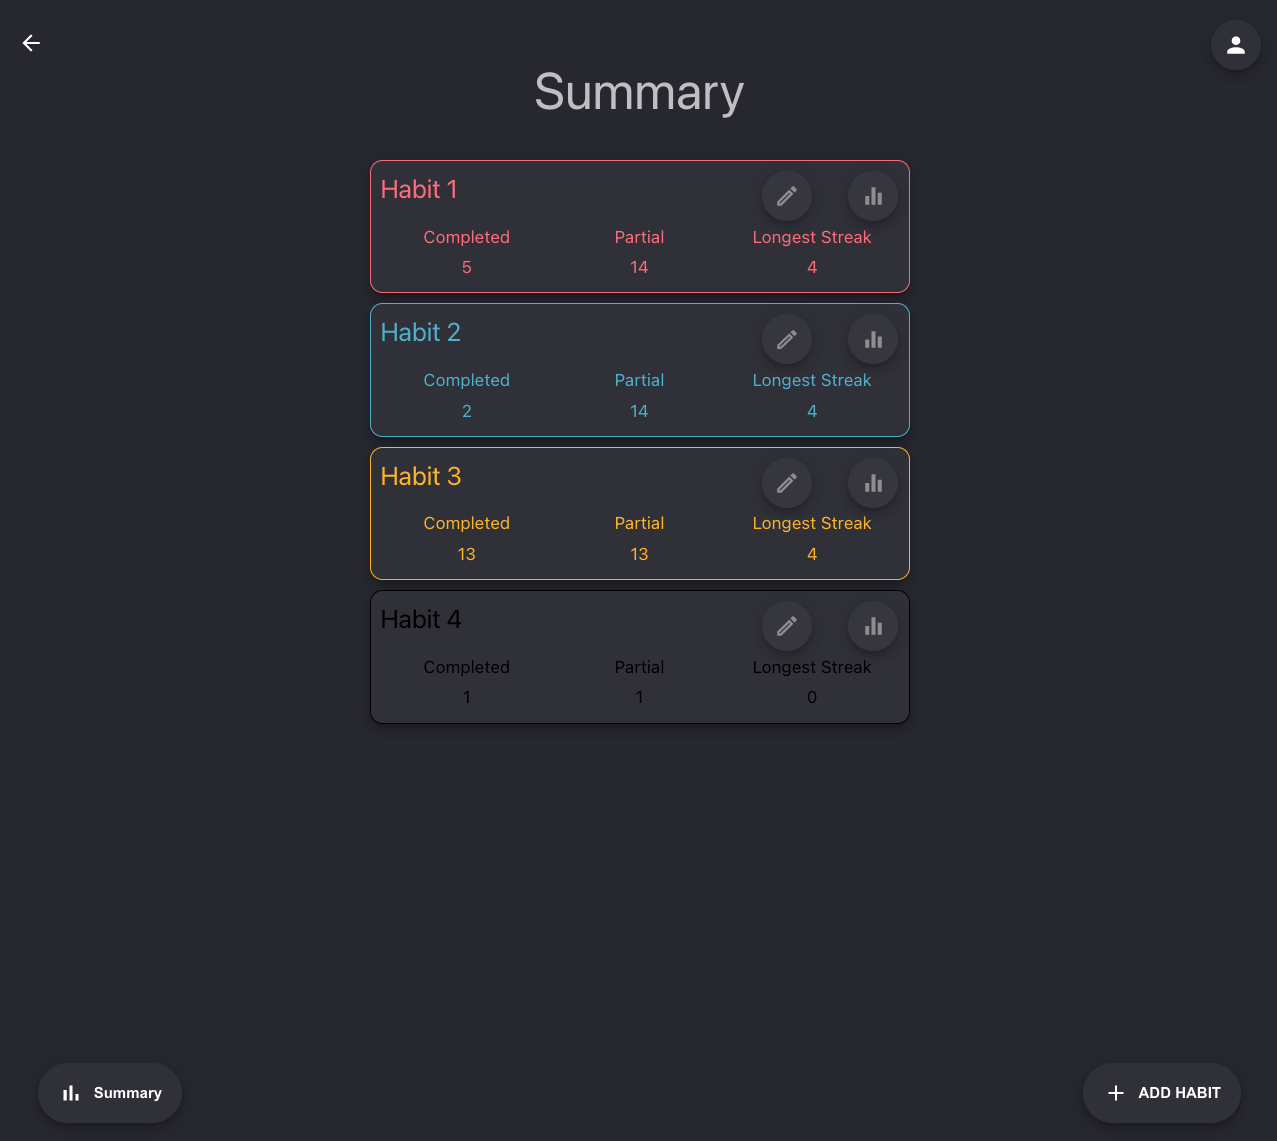 Summary
Habit 1
Completed Partial Longest Streak
5 14 4
Habit 2
Completed Partial Longest Streak
2 14 4
Habit 3
Completed Partial Longest Streak
13 13 4
Habit 4
Completed Partial Longest Streak
1 1 0
Summary
ADD HABIT